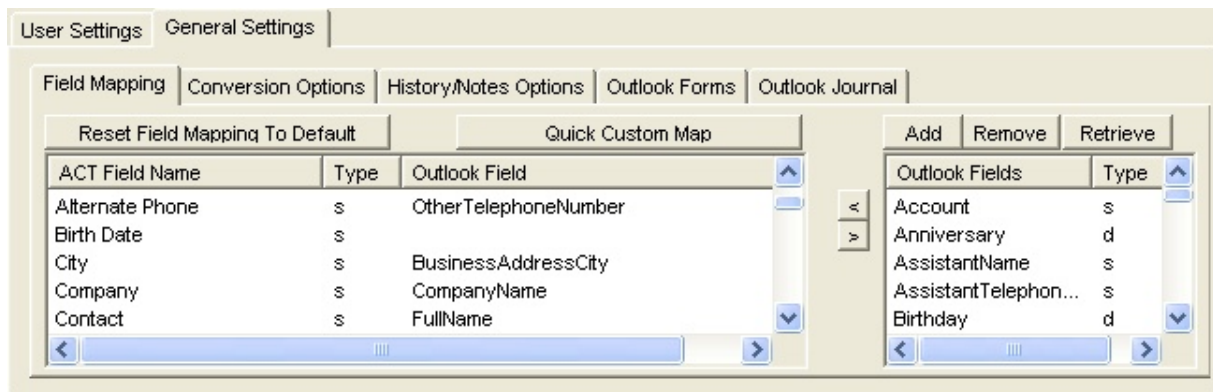 User Settings General Settings
Field Mapping Conversion Options History/Notes Options Outlook Forms Outlook Journal
Reset Field Mapping To Default Quick Custom Map Add Remove Retrieve
ACT Field Name Type Outlook Field Outlook Fields Type
Alternate Phone s OtherTelephoneNumber < Account s
Birth Date s > Anniversary d
City s BusinessAddressCity AssistantName s
Company s CompanyName AssistantTelephon... s
Contact s FullName Birthday d